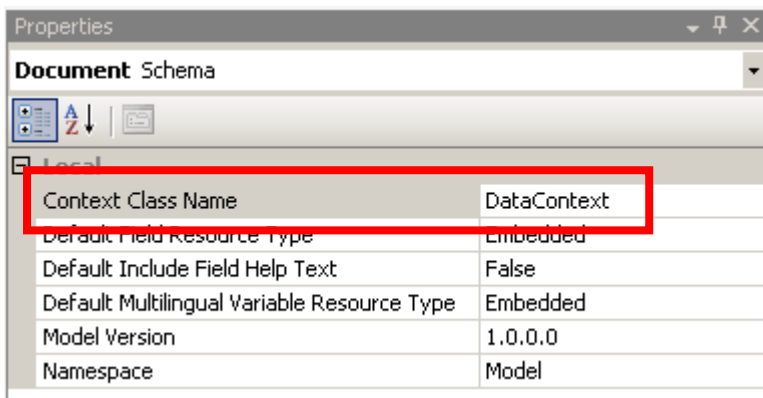 Properties
Document Schema
Local
Context Class Name DataContext
Default Field Resource Type Embedded
Default Include Field Help Text False
Default Multilingual Variable Resource Type Embedded
Model Version 1.0.0.0
Namespace Model